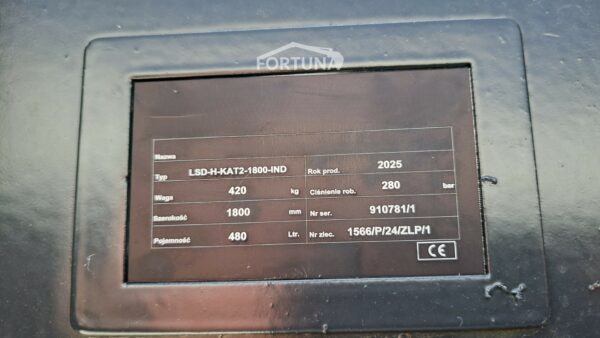 FORTUNA
Nazwa
Typ LSD-H-KAT2-1800-IND Rok prod. 2025
Waga 420 kg Ciśnienie rob. 280 bar
Szerokość 1800 mm Nr ser. 910781/1
Pojemność 480 Ltr. Nr zlec. 1566/P/24/ZLP/1
CE